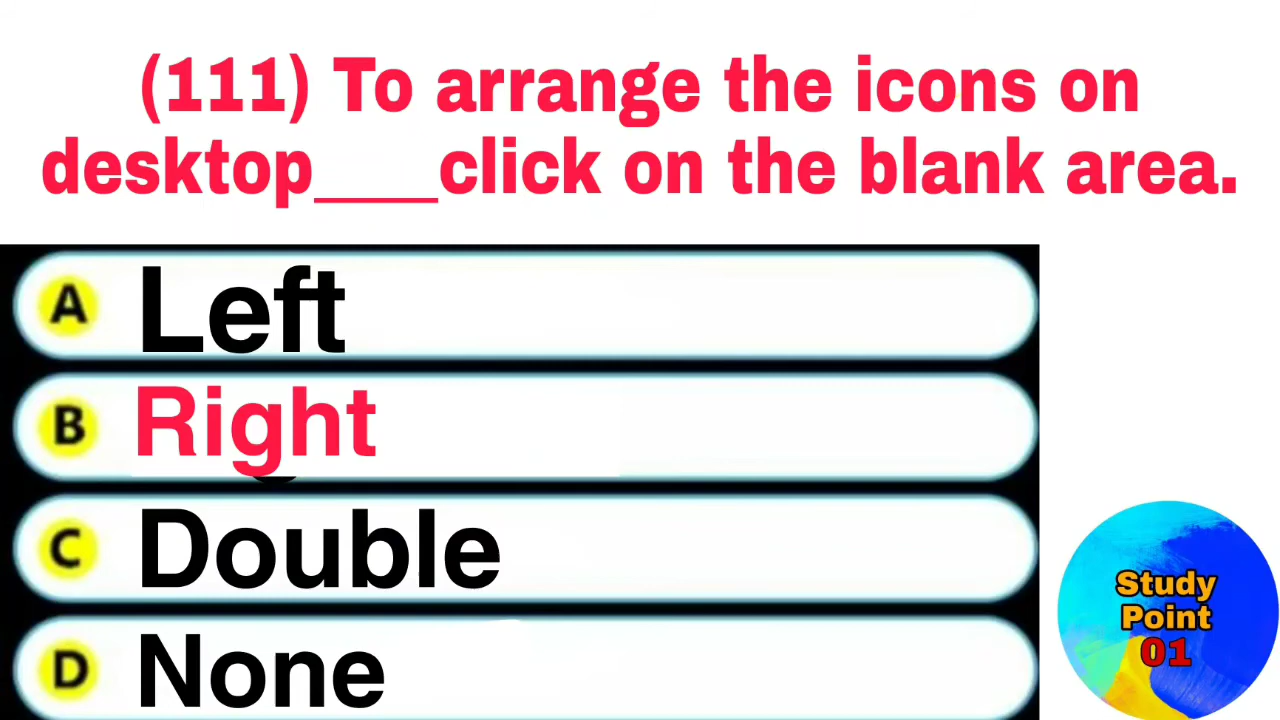 (111) To arrange the icons on
desktop____click on the blank area.
A Left
B Right
C Double
D None
Study
Point
01